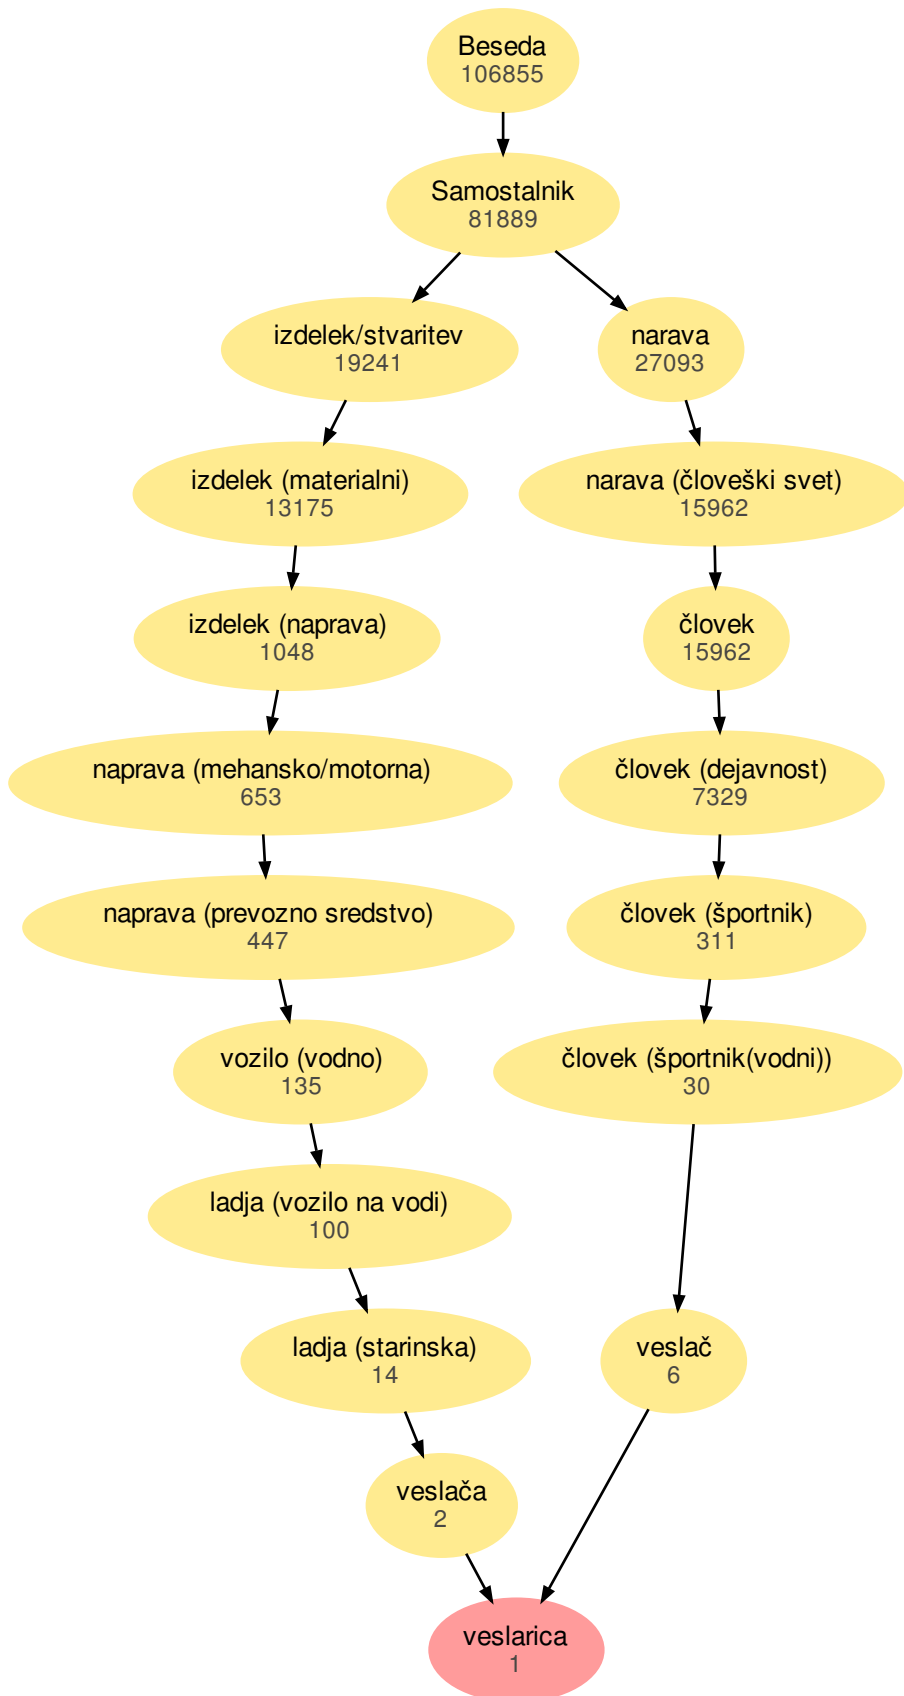 Beseda
106855
Samostalnik
81889
izdelek/stvaritev
19241
narava
27093
izdelek (materialni)
13175
narava (človeški svet)
15962
izdelek (naprava)
1048
človek
15962
naprava (mehansko/motorna)
653
človek (dejavnost)
7329
naprava (prevozno sredstvo)
447
človek (športnik)
311
vozilo (vodno)
135
človek (športnik(vodni))
30
ladja (vozilo na vodi)
100
ladja (starinska)
14
veslač
6
veslača
2
veslarica
1